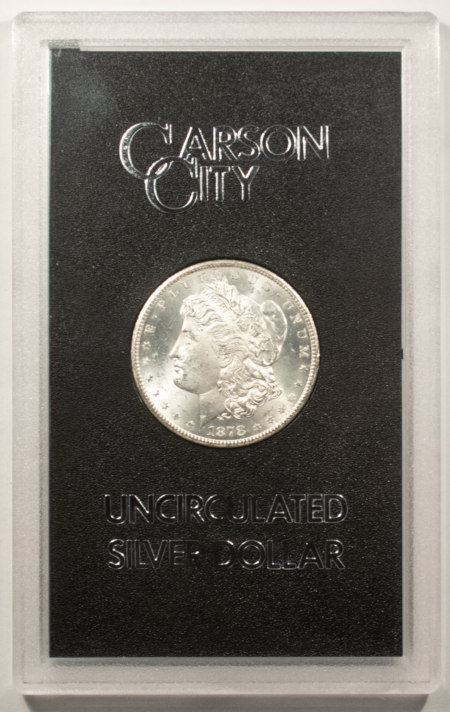 CARSON
CITY
E PLURIBUS UNUM
1878
UNCIRCULATED
SILVER DOLLAR